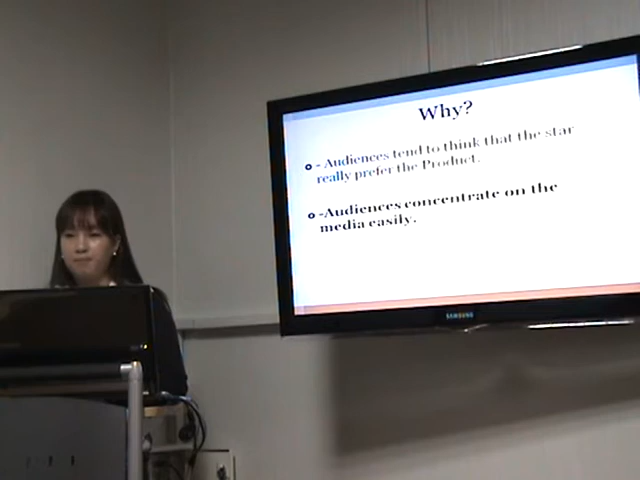 Why?
- Audiences tend to think that the star
really prefer the Product.
-Audiences concentrate on the
media easily.
SAMSUNG